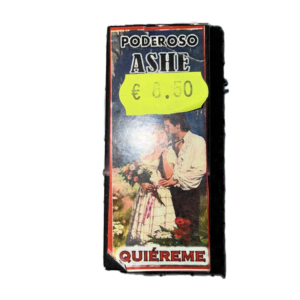 PODEROSO
ASHE
€ 8.50
QUIÉREME